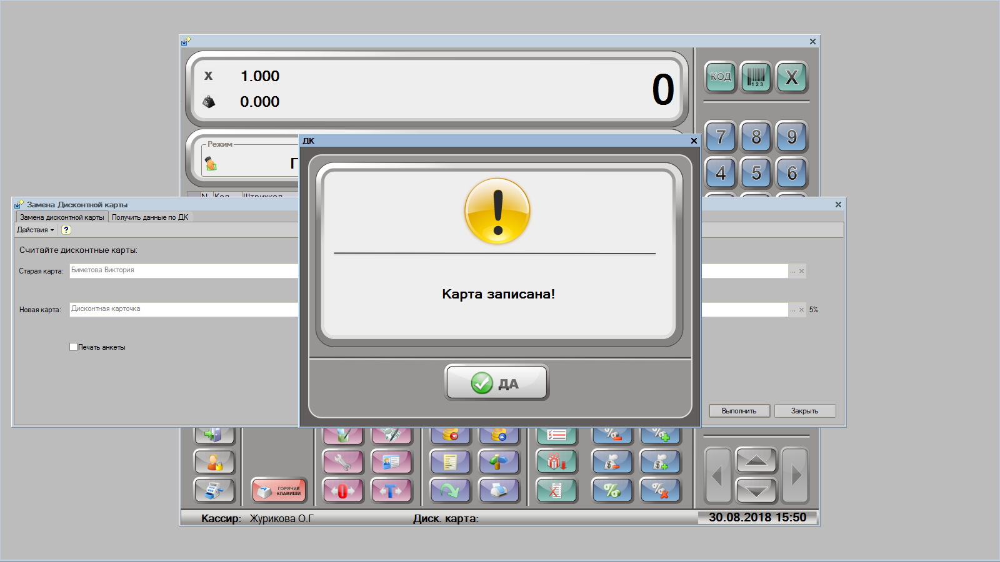 x 1.000
0.000
0
КОД
123
X
Режим
7 8 9
4 5 6
ДК
Карта записана!
ДА
Замена Дисконтной карты
Замена дисконтной карты
Получить данные по ДК
Действия
?
Считайте дисконтные карты:
Старая карта: Биметова Виктория
... x
Новая карта: Дисконтная карточка
... x 5%
Печать анкеты
Выполнить
Закрыть
ГОРЯЧИЕ
КЛАВИШИ
Кассир: Журикова О.Г
Диск. карта:
30.08.2018 15:50